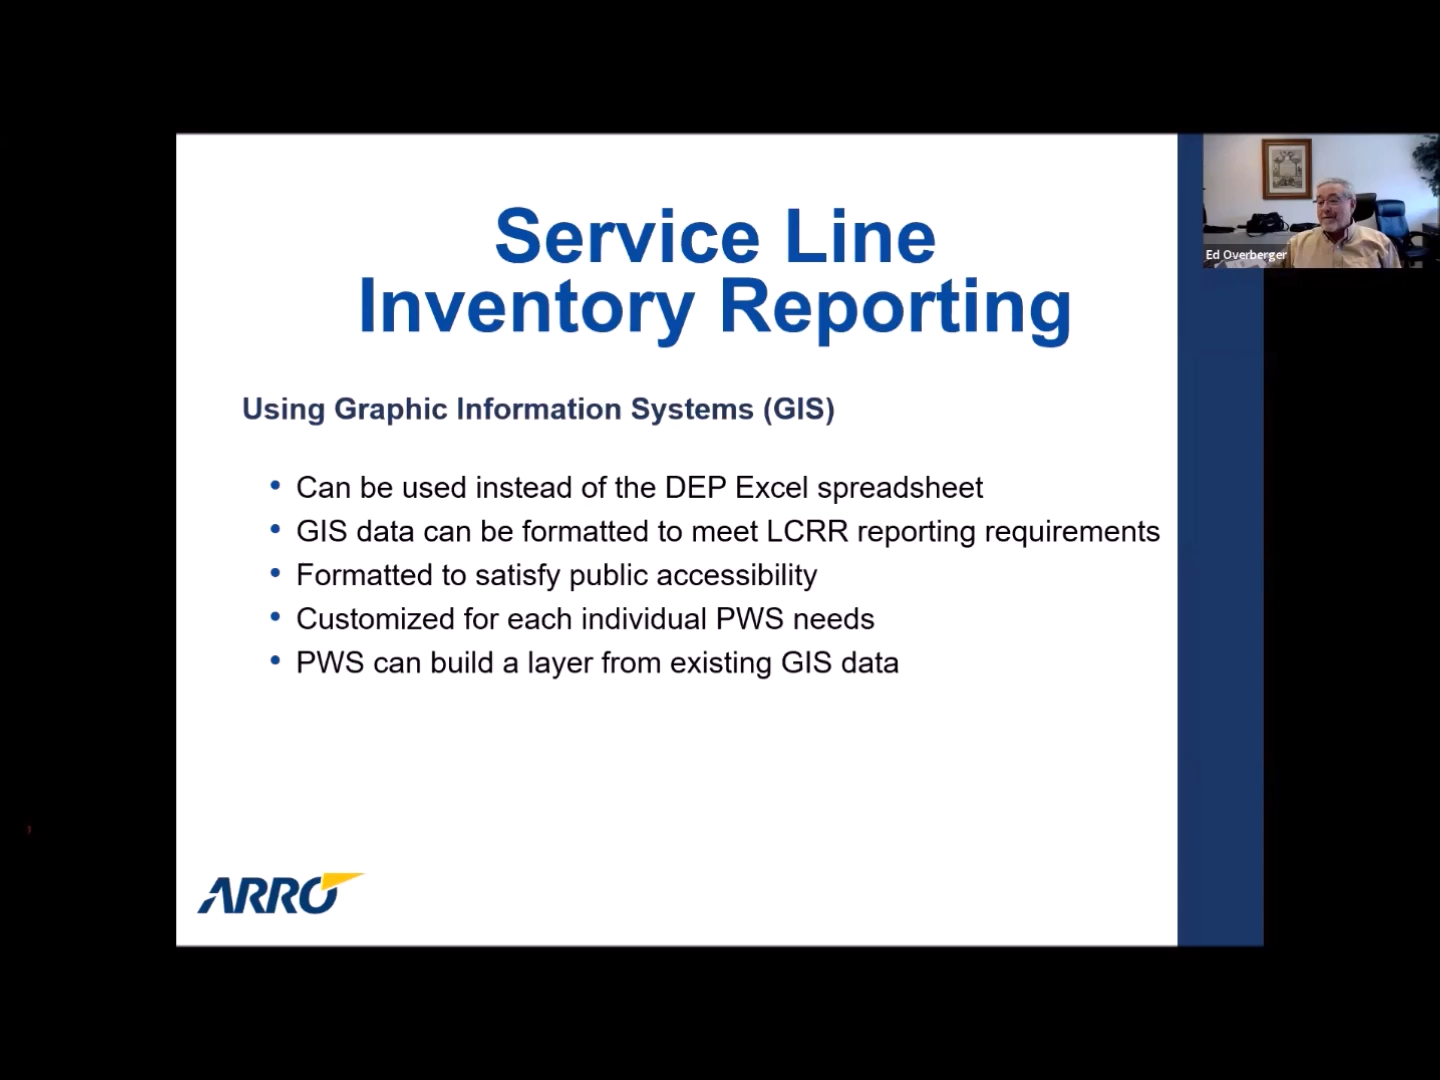 Service Line
Inventory Reporting
Ed Overberger
Using Graphic Information Systems (GIS)
• Can be used instead of the DEP Excel spreadsheet
• GIS data can be formatted to meet LCRR reporting requirements
• Formatted to satisfy public accessibility
• Customized for each individual PWS needs
• PWS can build a layer from existing GIS data
ARRO